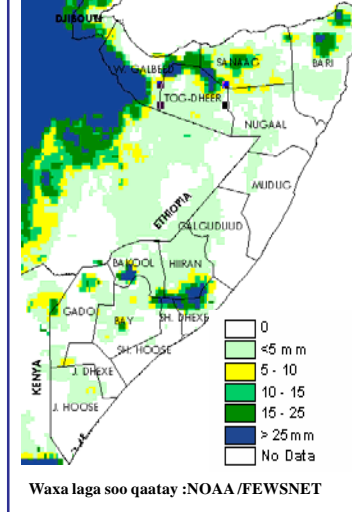 DJIBOUTI
W. GALBEED
SANAAG
BARI
TOG-DHEER
NUGAAL
MUDUG
ETHIOPIA
GALGUDUUD
BAKOOL
HIIRAN
GADO
BAY
SH. DHEXE
SH. HOOSE
KENYA
J. DHEXE
J. HOOSE
0
<5 mm
5 - 10
10 - 15
15 - 25
> 25mm
No Data
Waxa laga soo qaatay :NOAA/FEWSNET